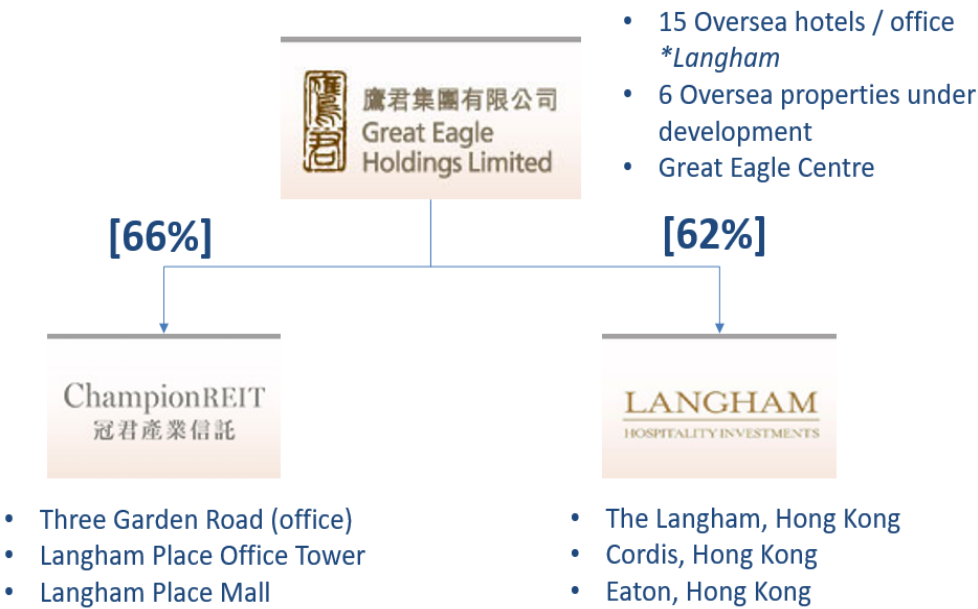 鷹君
鷹君集團有限公司
Great Eagle
Holdings Limited
• 15 Oversea hotels / office
*Langham
• 6 Oversea properties under
development
• Great Eagle Centre
[66%]
[62%]
ChampionREIT
冠君產業信託
LANGHAM
HOSPITALITY INVESTMENTS
• Three Garden Road (office)
• Langham Place Office Tower
• Langham Place Mall
• The Langham, Hong Kong
• Cordis, Hong Kong
• Eaton, Hong Kong